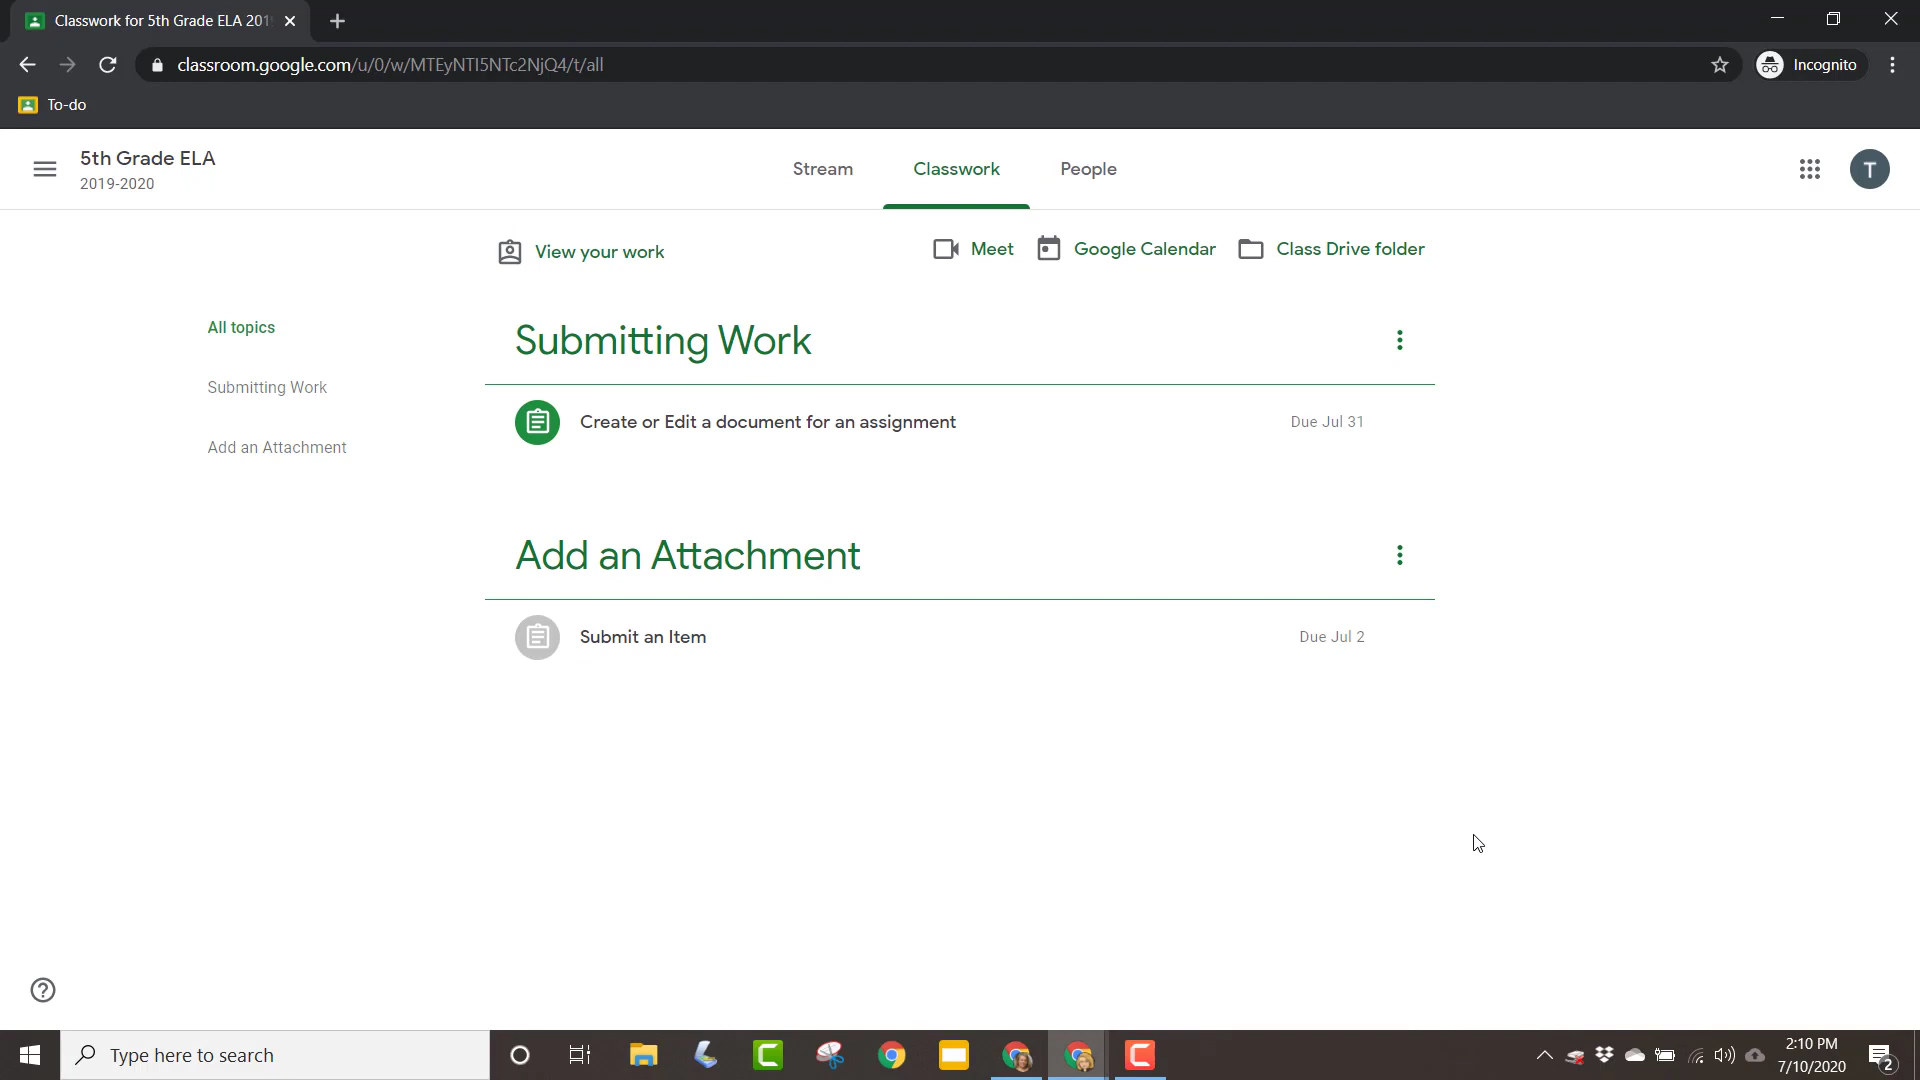 Classwork for 5th Grade ELA 201
classroom.google.com/u/0/w/MTEyNTI5NTc2NjQ4/t/all
Incognito
To-do
5th Grade ELA
2019-2020
Stream
Classwork
People
T
View your work
Meet
Google Calendar
Class Drive folder
All topics
Submitting Work
Add an Attachment
Submitting Work
Create or Edit a document for an assignment
Due Jul 31
Add an Attachment
Submit an Item
Due Jul 2
Type here to search
2:10 PM
7/10/2020
2